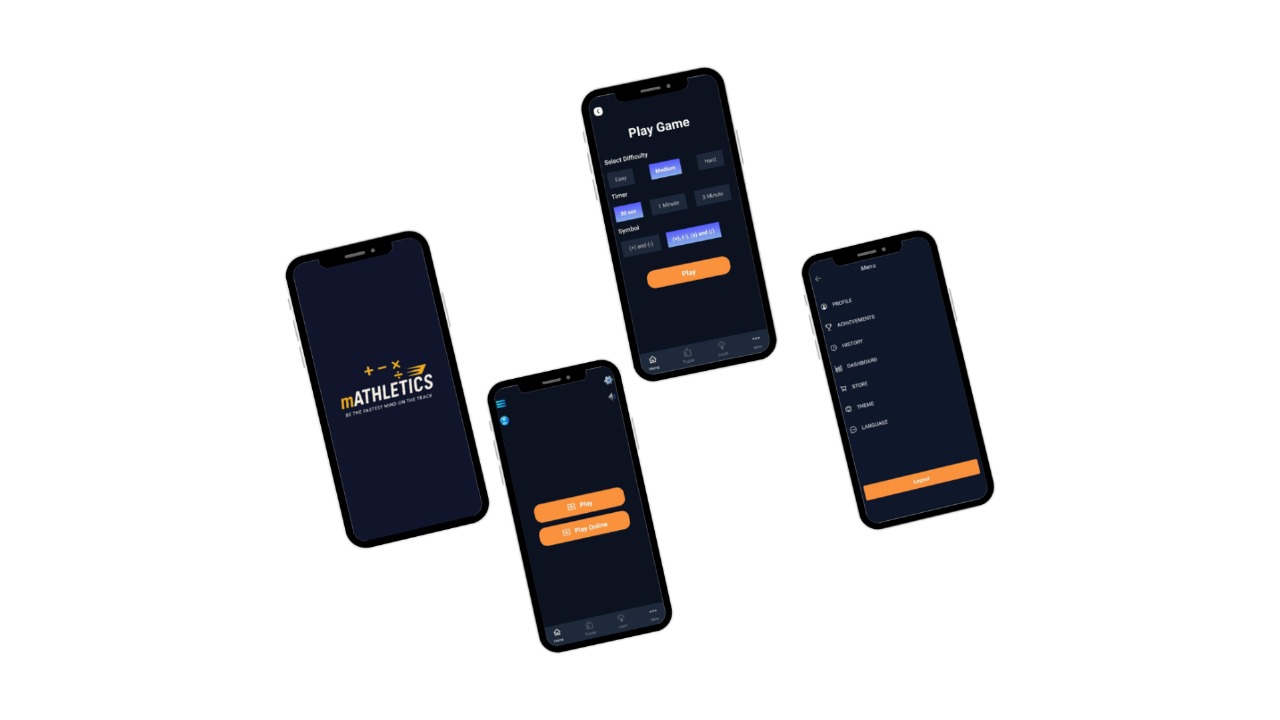 + − × ÷
mATHLETICS
BE THE FASTEST MIND ON THE TRACK
Play
Play Online
Home
Puzzle
Learn
More
Play Game
Select Difficulty
Easy
Medium
Hard
Timer
30 sec
1 Minute
3 Minute
Symbol
(+) and (-)
(+), (-), (x) and (/)
Play
Home
Puzzle
Learn
More
Menu
PROFILE
ACHIEVEMENTS
HISTORY
DASHBOARD
STORE
THEME
LANGUAGE
Logout